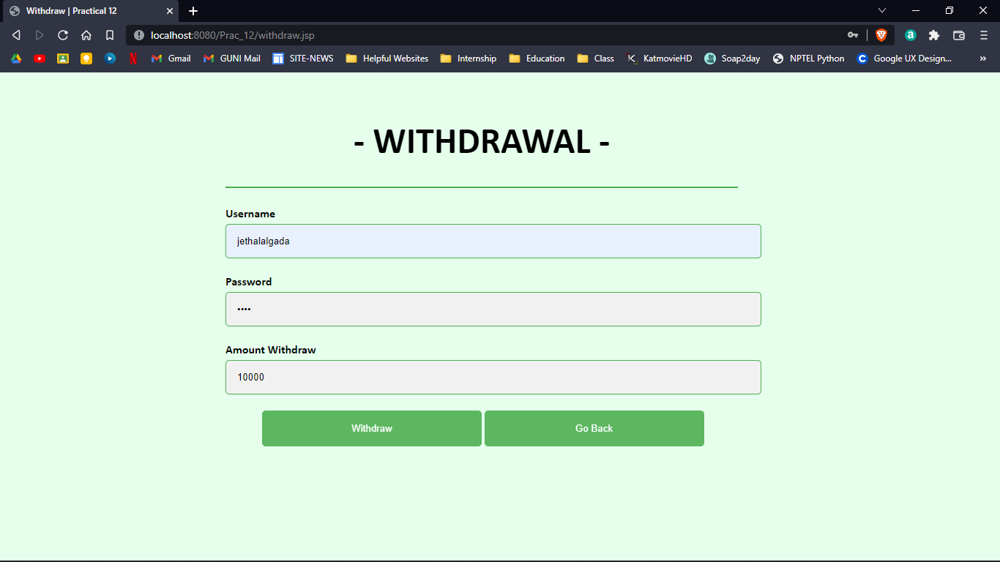 Withdraw | Practical 12
localhost:8080/Prac_12/withdraw.jsp
Gmail GUNI Mail SITE-NEWS Helpful Websites Internship Education Class KatmovieHD Soap2day NPTEL Python Google UX Design... »
- WITHDRAWAL -
Username
jethalalgada
Password
••••
Amount Withdraw
10000
Withdraw Go Back